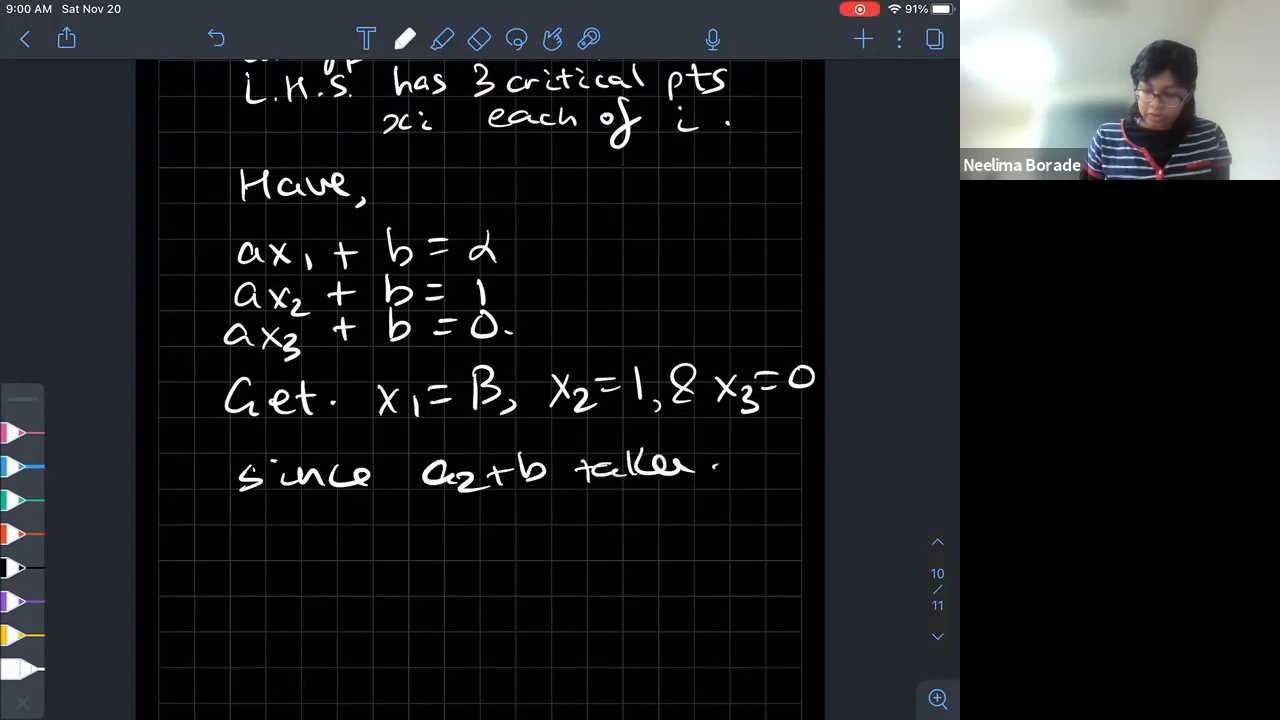 9:00 AM Sat Nov 20
91%
L.H.S. has 3 critical pts
xi each of i.
Have,
ax₁ + b = α
ax₂ + b = 1
ax₃ + b = 0.
Get. x₁ = B, x₂ = 1, & x₃ = 0
since az + b takes.
Neelima Borade
10
/
11